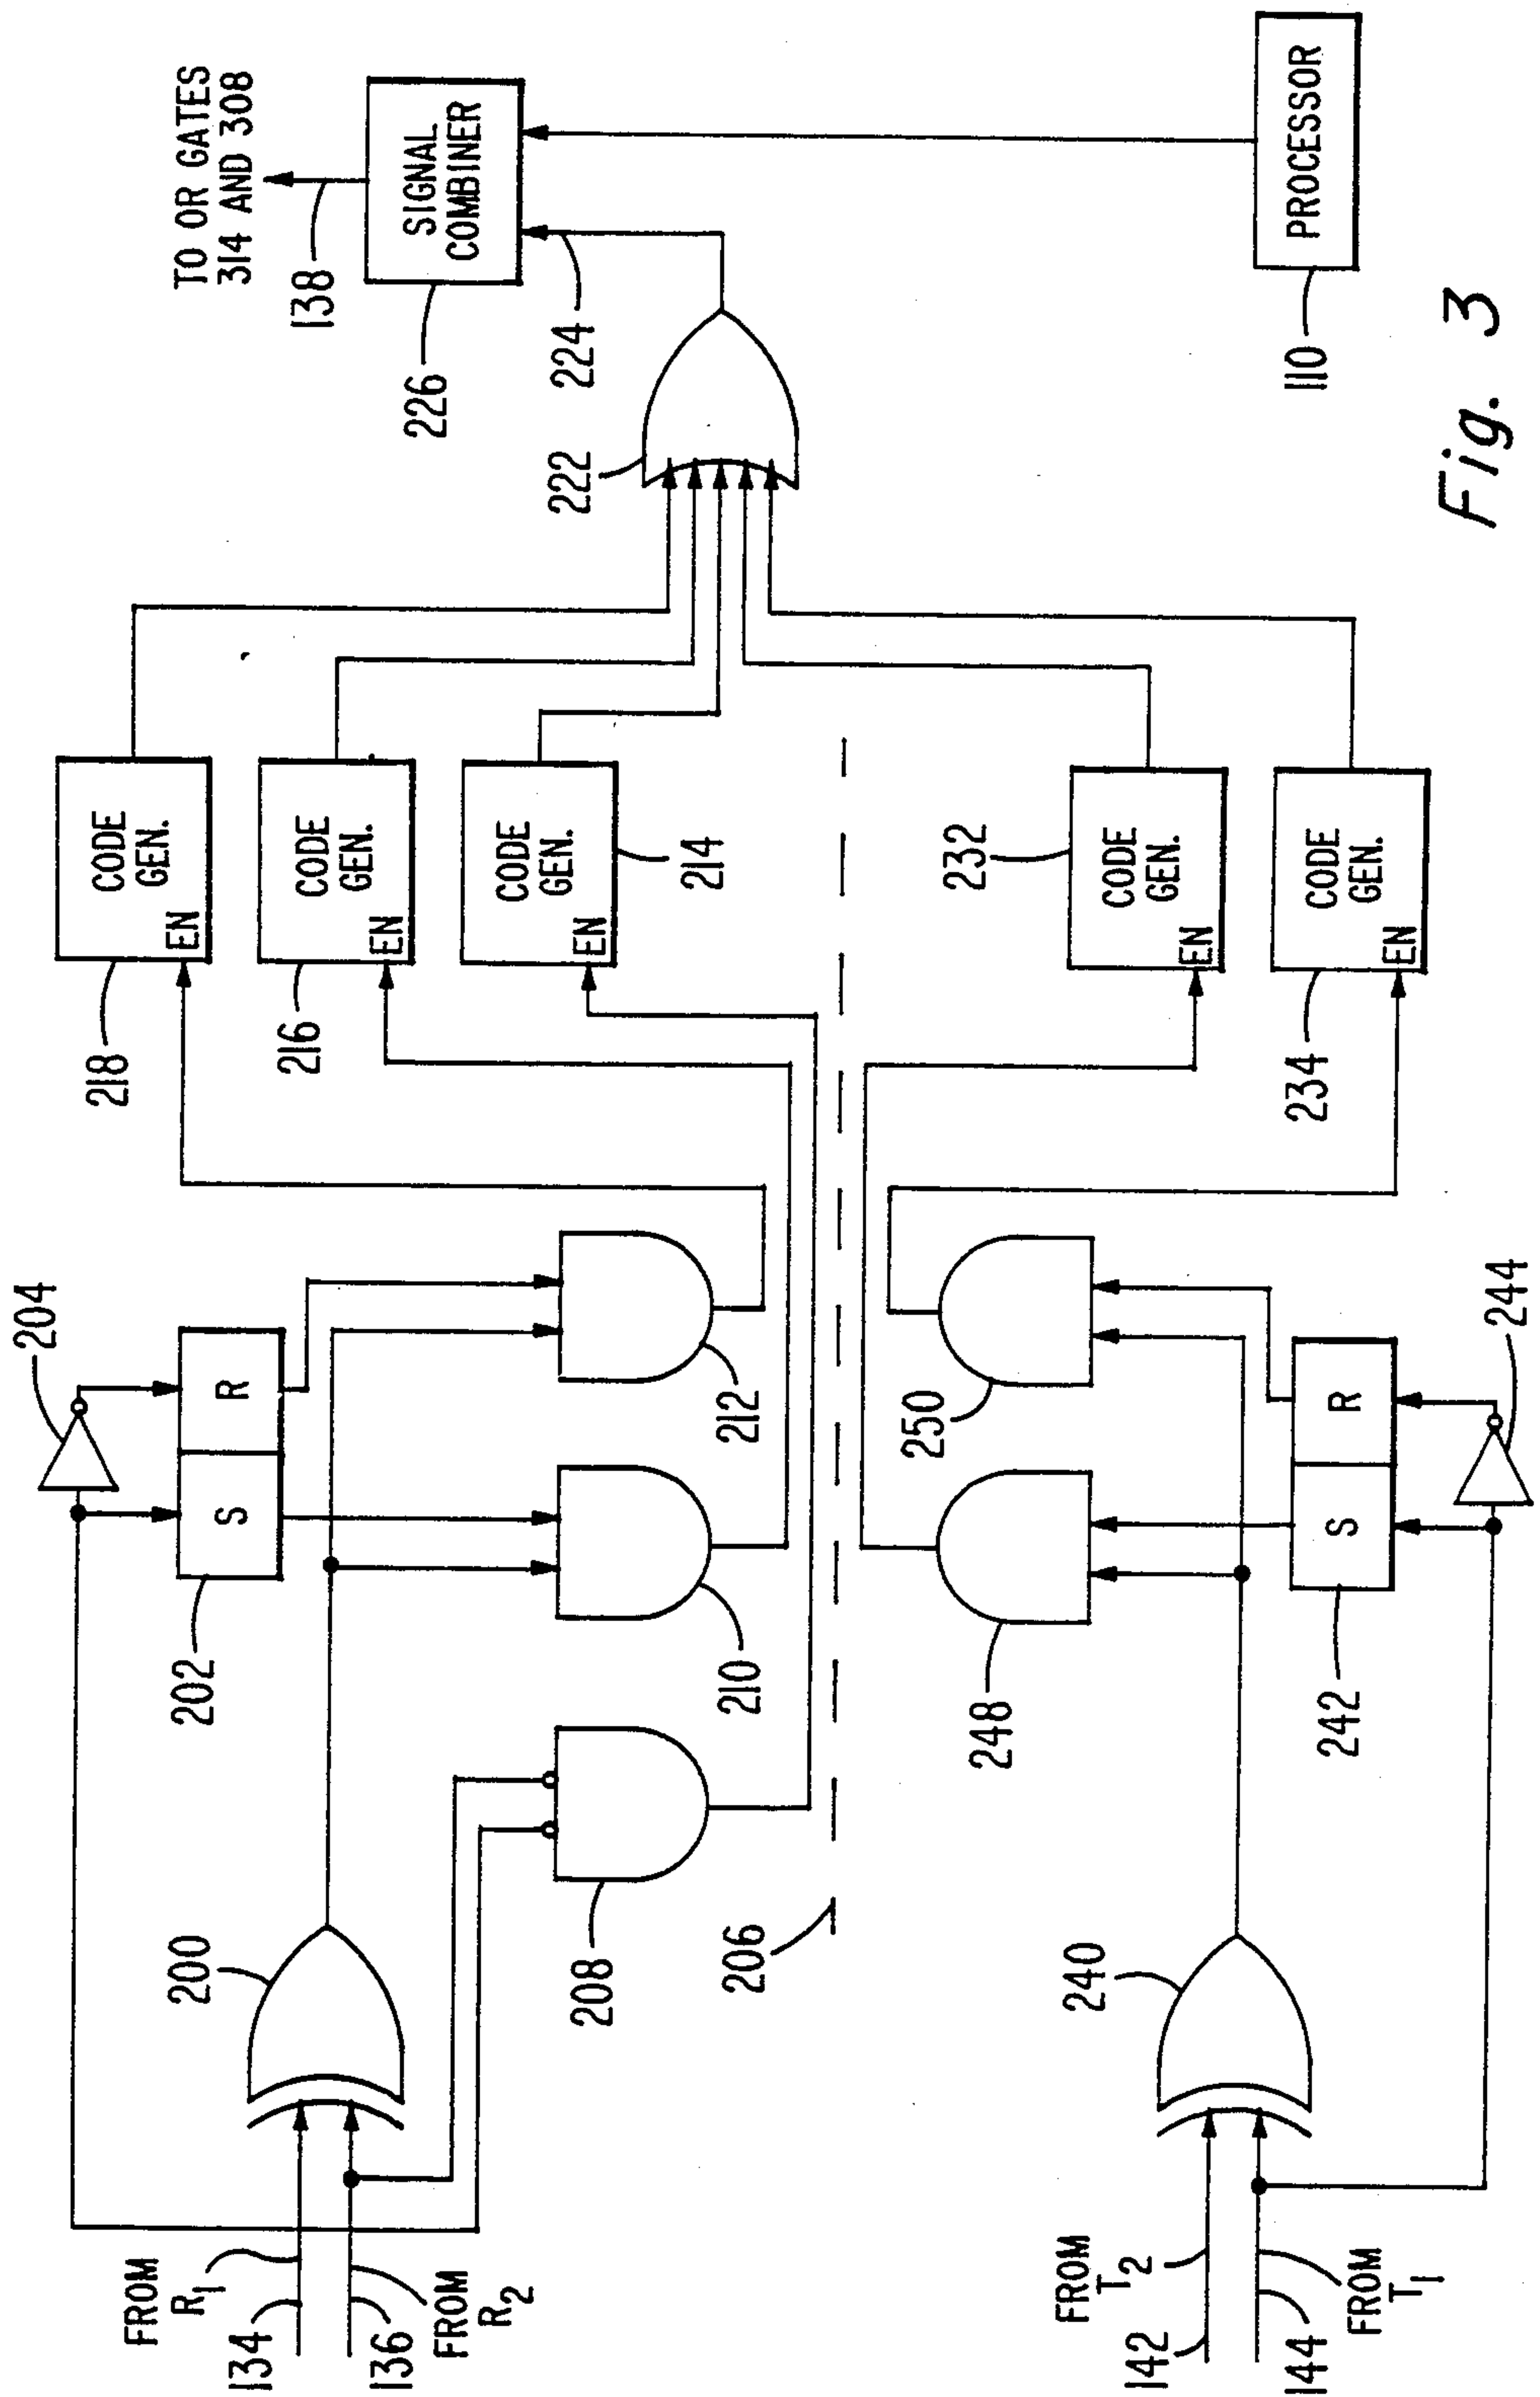 TO OR GATES
314 AND 308
138
SIGNAL
COMBINER
226
224
222
PROCESSOR
110
Fig. 3
CODE
GEN.
EN
218
CODE
GEN.
EN
216
CODE
GEN.
EN
214
CODE
GEN.
EN
232
CODE
GEN.
EN
234
204
R
S
202
212
210
208
200
206
FROM
R1
134
136
FROM
R2
250
248
R
S
242
244
240
FROM
T2
142
144
FROM
T1